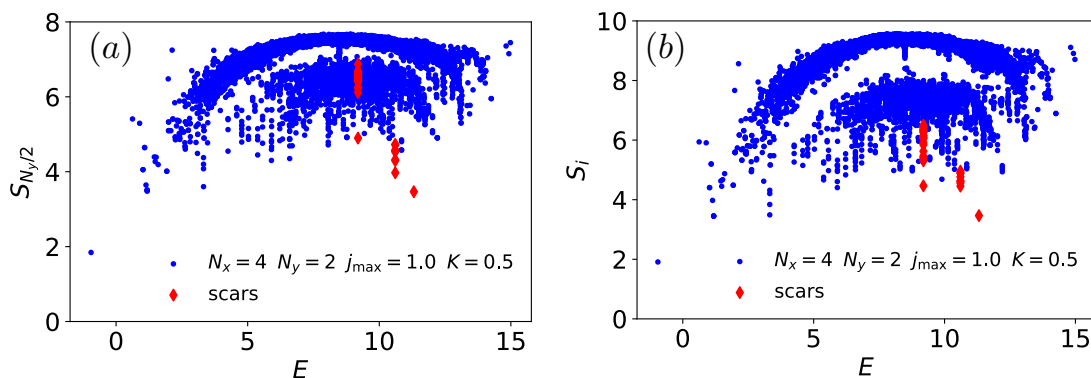 (a)
8
6
4
2
0
S_{N_y/2}
0 5 10 15
E
N_x = 4 N_y = 2 j_max = 1.0 K = 0.5
scars
(b)
10
8
6
4
2
0
S_i
0 5 10 15
E
N_x = 4 N_y = 2 j_max = 1.0 K = 0.5
scars